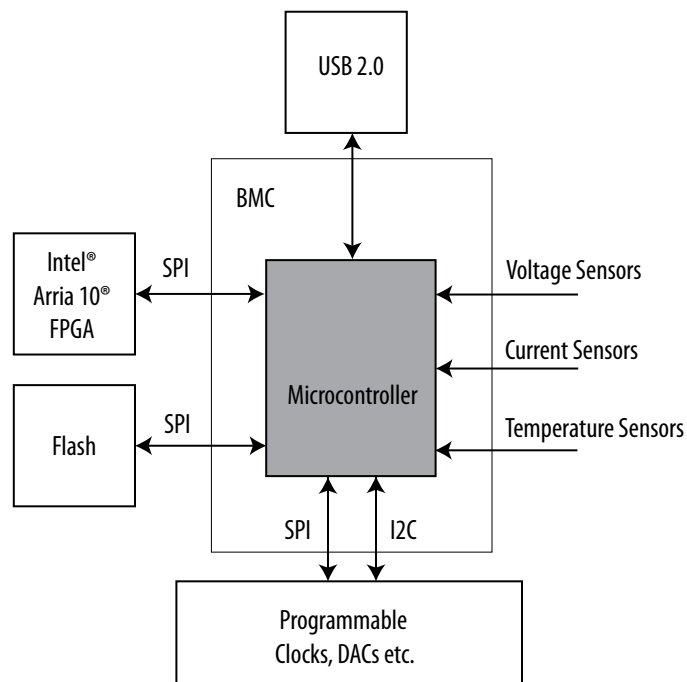 USB 2.0
BMC
Intel®
Arria 10®
FPGA
SPI
Voltage Sensors
Current Sensors
Microcontroller
Flash
SPI
Temperature Sensors
SPI
I2C
Programmable
Clocks, DACs etc.